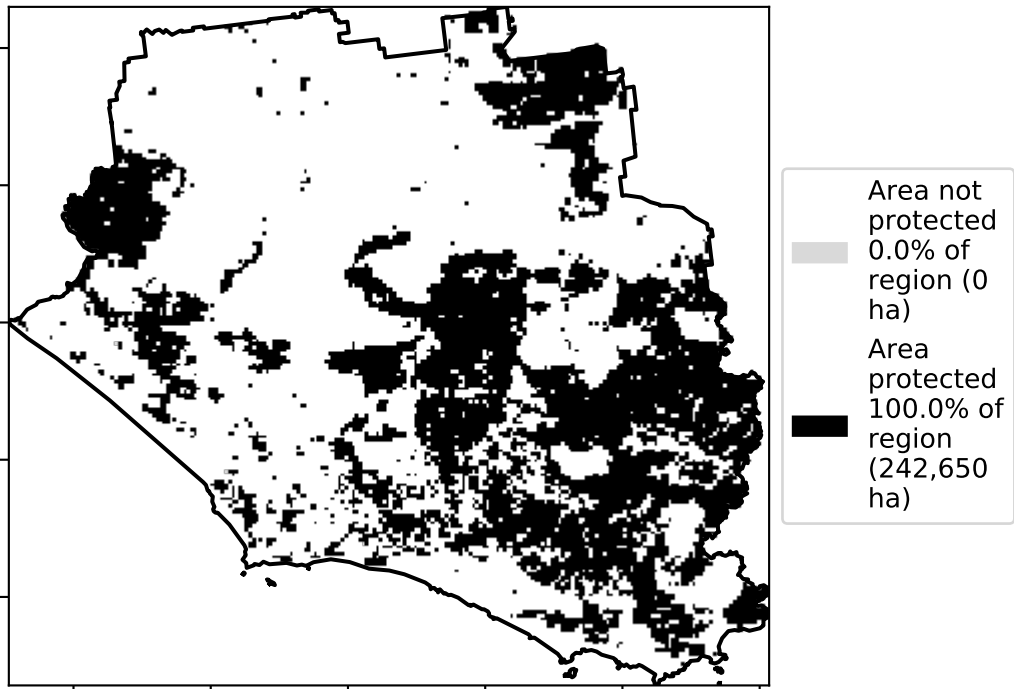 Area not
protected
0.0% of
region (0
ha)
Area
protected
100.0% of
region
(242,650
ha)